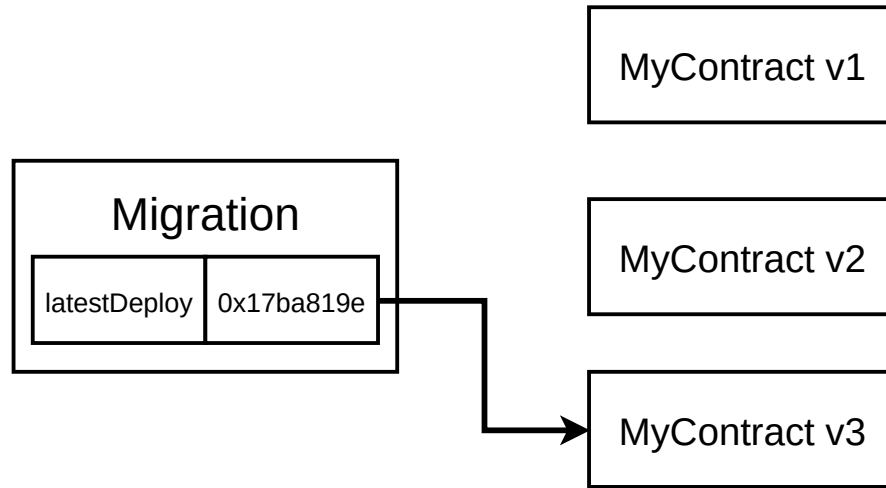 MyContract v1
Migration
latestDeploy 0x17ba819e
MyContract v2
MyContract v3